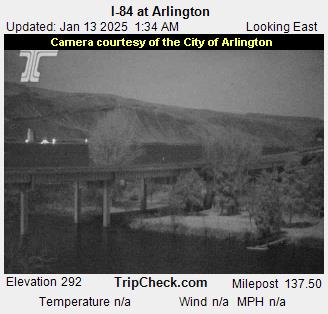 I-84 at Arlington
Updated: Jan 13 2025 1:34 AM Looking East
Camera courtesy of the City of Arlington
Elevation 292 TripCheck.com Milepost 137.50
Temperature n/a Wind n/a MPH n/a